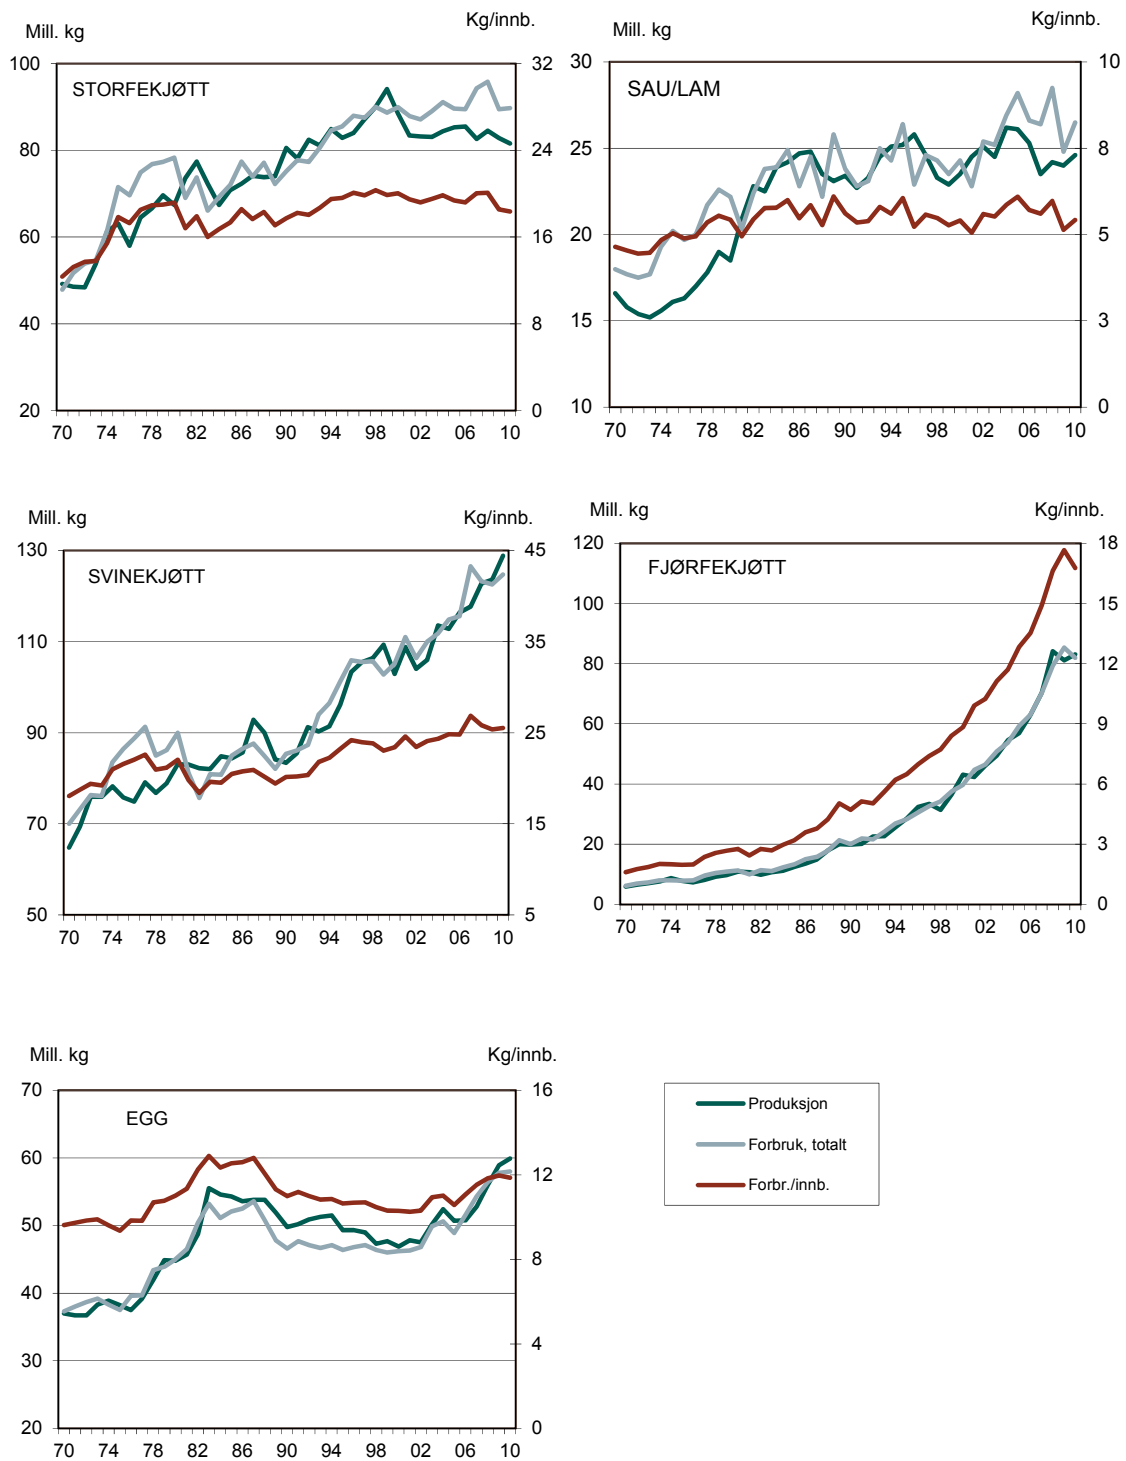 Mill. kg
Kg/innb.
STORFEKJØTT
100
80
60
40
20
32
24
16
8
0
70 74 78 82 86 90 94 98 02 06 10
Mill. kg
Kg/innb.
SAU/LAM
30
25
20
15
10
10
8
5
3
0
70 74 78 82 86 90 94 98 02 06 10
Mill. kg
Kg/innb.
SVINEKJØTT
130
110
90
70
50
45
35
25
15
5
70 74 78 82 86 90 94 98 02 06 10
Mill. kg
Kg/innb.
FJØRFEKJØTT
120
100
80
60
40
20
0
18
15
12
9
6
3
0
70 74 78 82 86 90 94 98 02 06 10
Mill. kg
Kg/innb.
EGG
70
60
50
40
30
20
16
12
8
4
0
70 74 78 82 86 90 94 98 02 06 10
Produksjon
Forbruk, totalt
Forbr./innb.